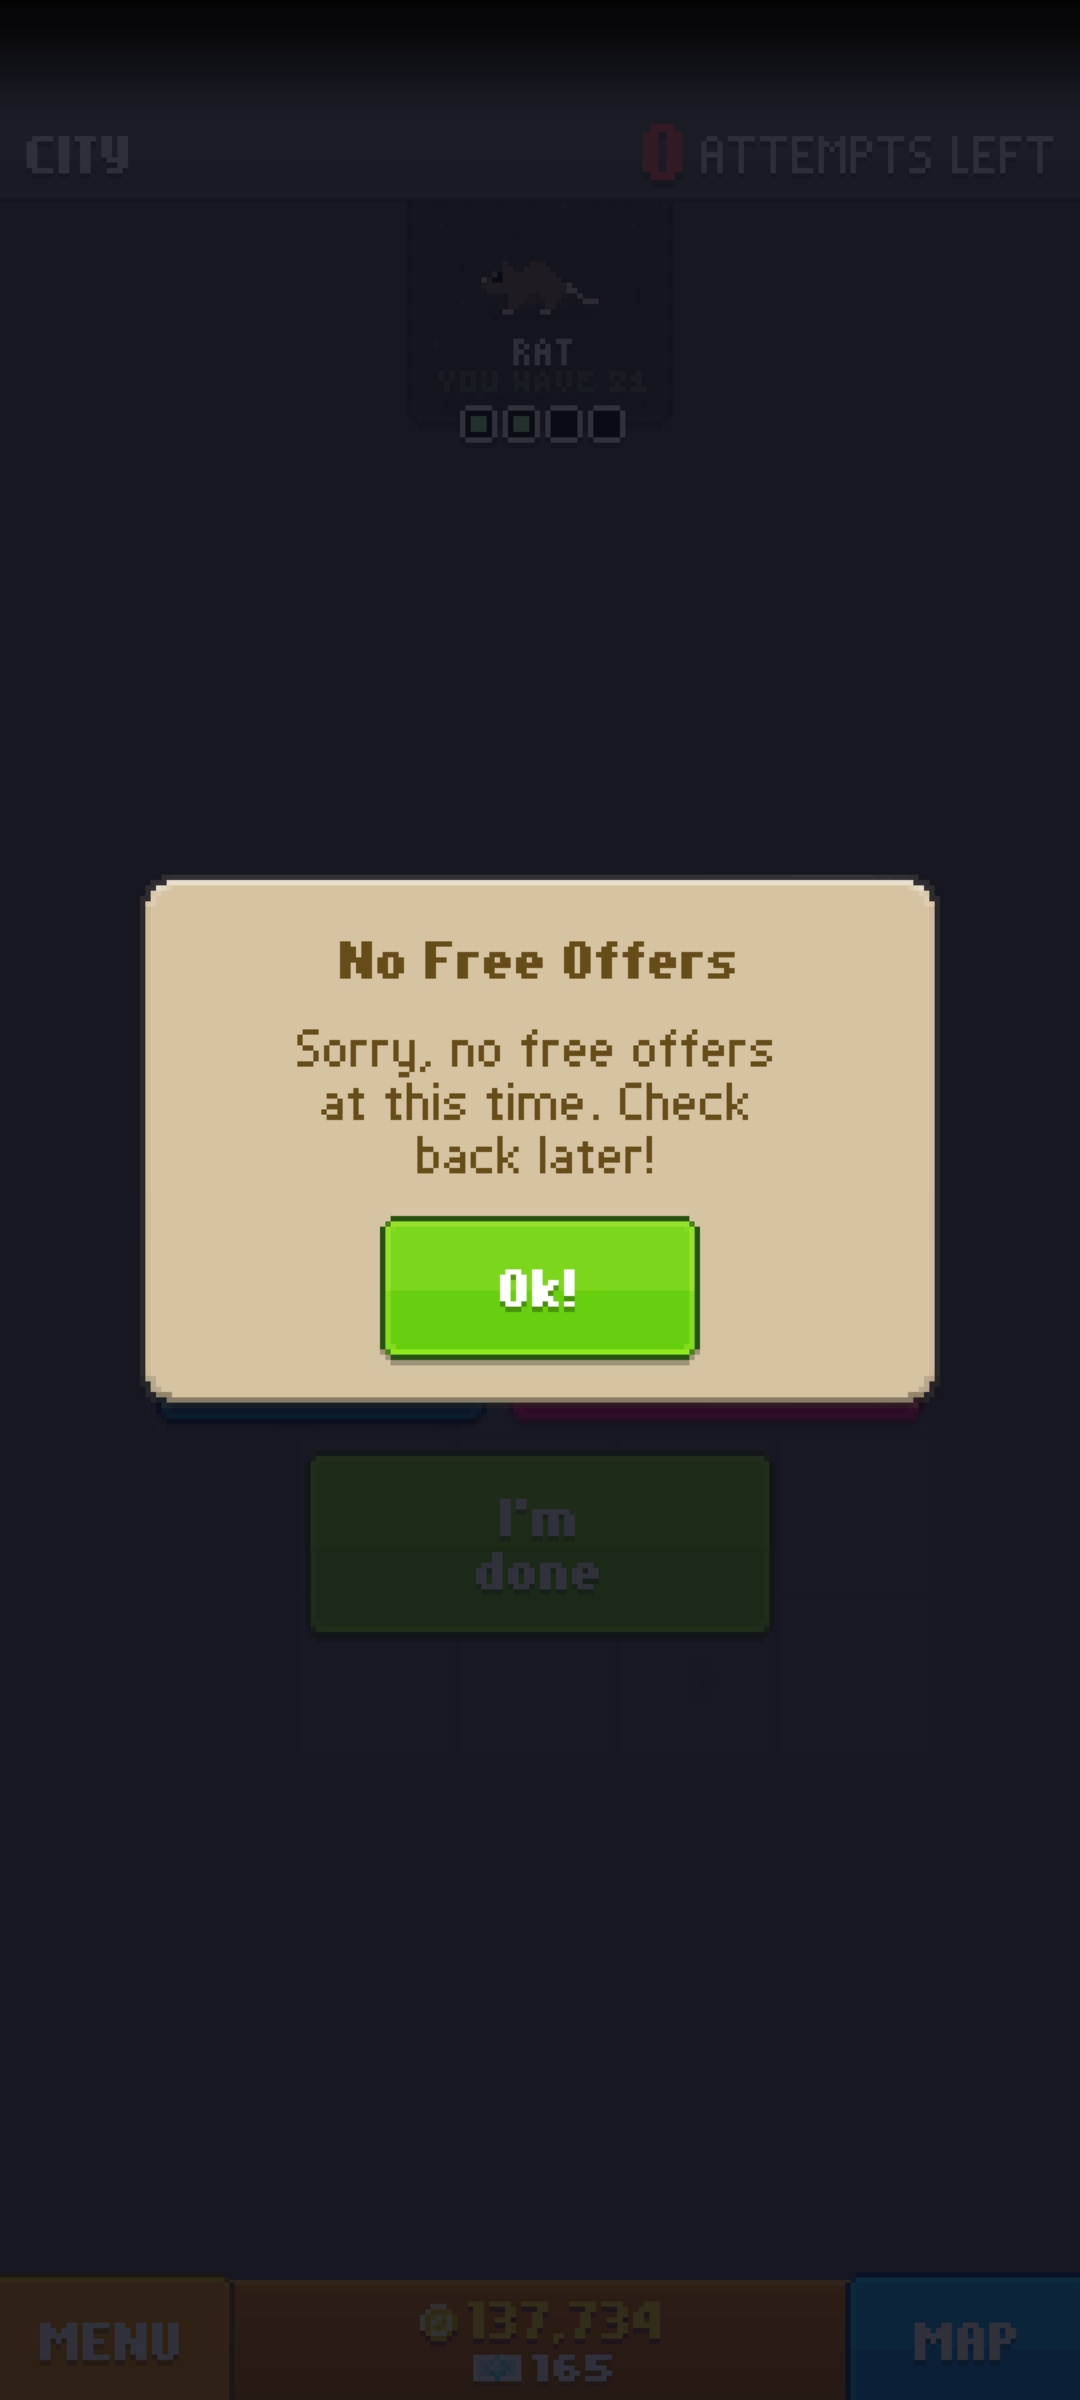 CITY
0 ATTEMPTS LEFT
RAT
YOU HAVE 21
No Free Offers
Sorry, no free offers
at this time. Check
back later!
Ok!
I'm
done
MENU
137,734
165
MAP